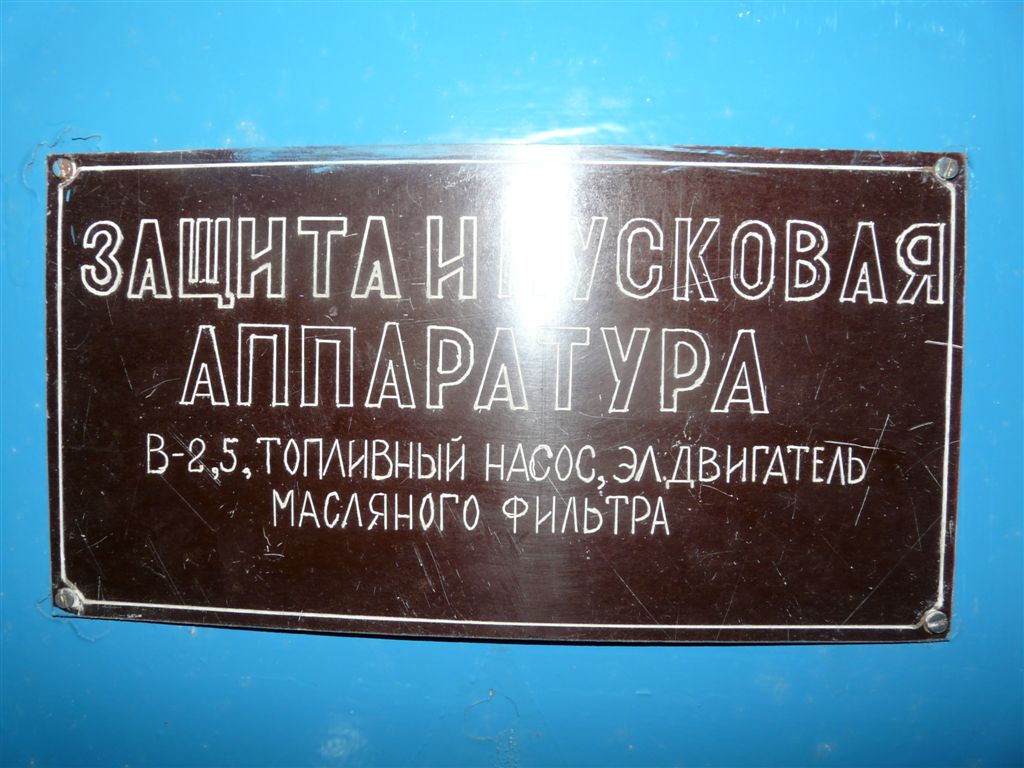 ЗАЩИТА И ПУСКОВАЯ
АППАРАТУРА
В-2,5, ТОПЛИВНЫЙ НАСОС, ЭЛ.ДВИГАТЕЛЬ
МАСЛЯНОГО ФИЛЬТРА